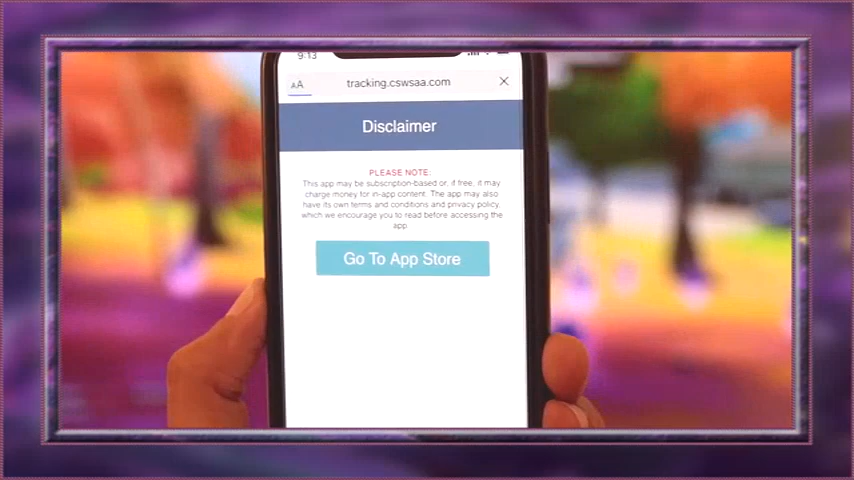 9:13
AA tracking.cswsaa.com ×
Disclaimer
PLEASE NOTE:
This app may be subscription-based or, if free, it may
charge money for in-app content. The app may also
have its own terms and conditions and privacy policy,
which we encourage you to read before accessing the
app.
Go To App Store